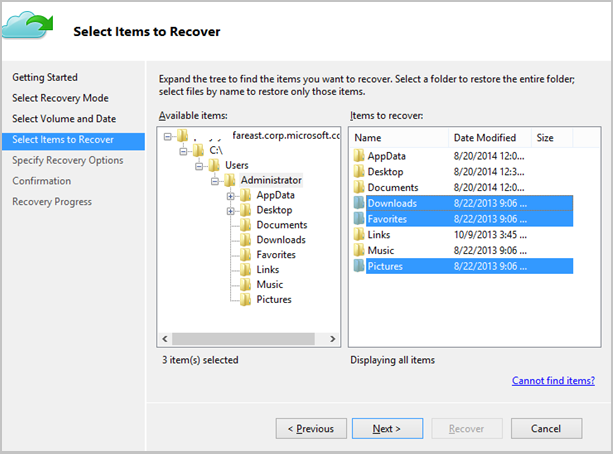 Select Items to Recover
Getting Started
Select Recovery Mode
Select Volume and Date
Select Items to Recover
Specify Recovery Options
Confirmation
Recovery Progress
Expand the tree to find the items you want to recover. Select a folder to restore the entire folder;
select files by name to restore only those items.
Available items:
fareast.corp.microsoft.cc
C:\
Users
Administrator
AppData
Desktop
Documents
Downloads
Favorites
Links
Music
Pictures
3 item(s) selected
Items to recover:
Name Date Modified Size
AppData 8/20/2014 12:0...
Desktop 8/20/2014 12:3...
Documents 8/20/2014 12:0...
Downloads 8/22/2013 9:06 ...
Favorites 8/22/2013 9:06 ...
Links 10/9/2013 3:45 ...
Music 8/22/2013 9:06 ...
Pictures 8/22/2013 9:06 ...
Displaying all items
Cannot find items?
< Previous
Next >
Recover
Cancel